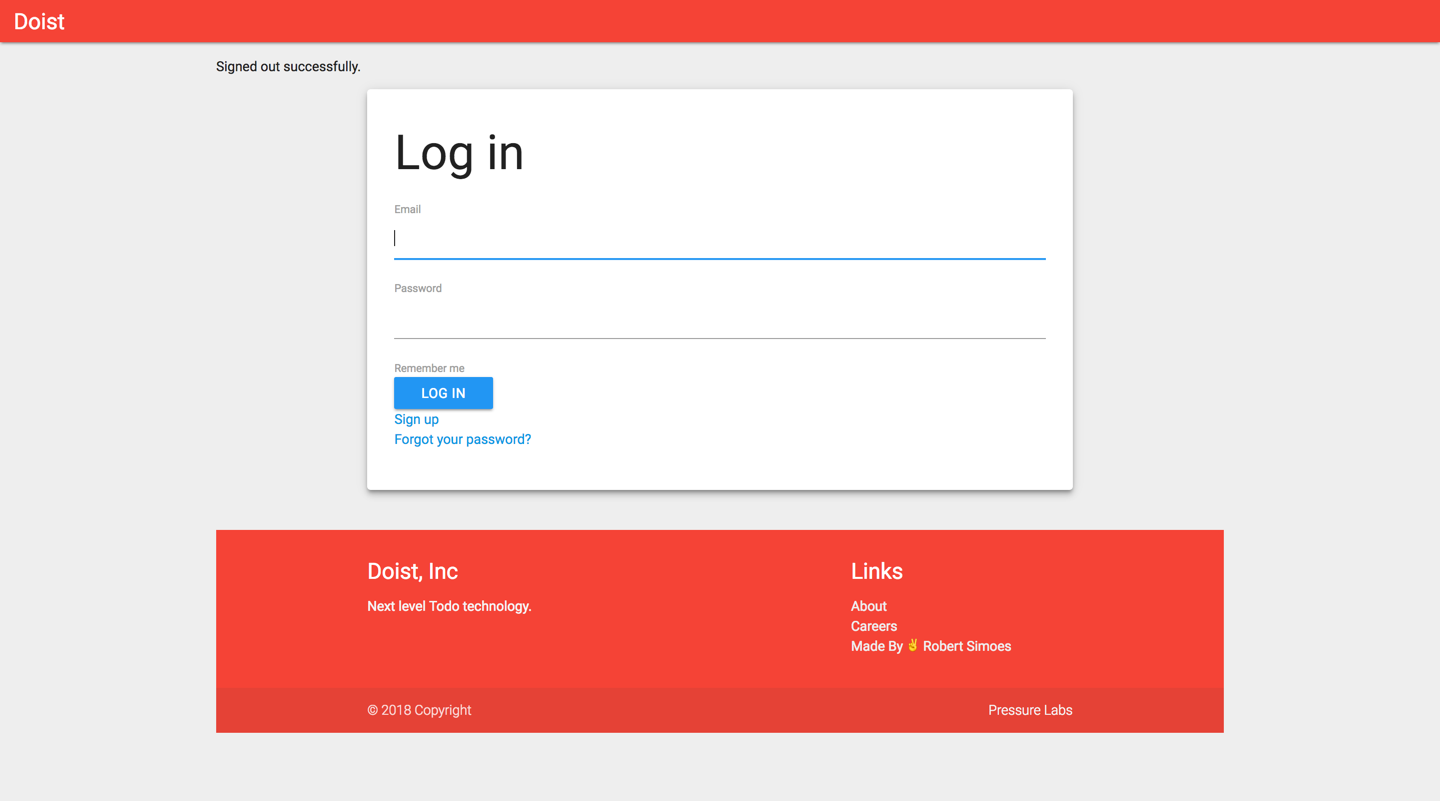 Doist
Signed out successfully.
Log in
Email
Password
Remember me
LOG IN
Sign up
Forgot your password?
Doist, Inc
Next level Todo technology.
Links
About
Careers
Made By ✌ Robert Simoes
© 2018 Copyright
Pressure Labs